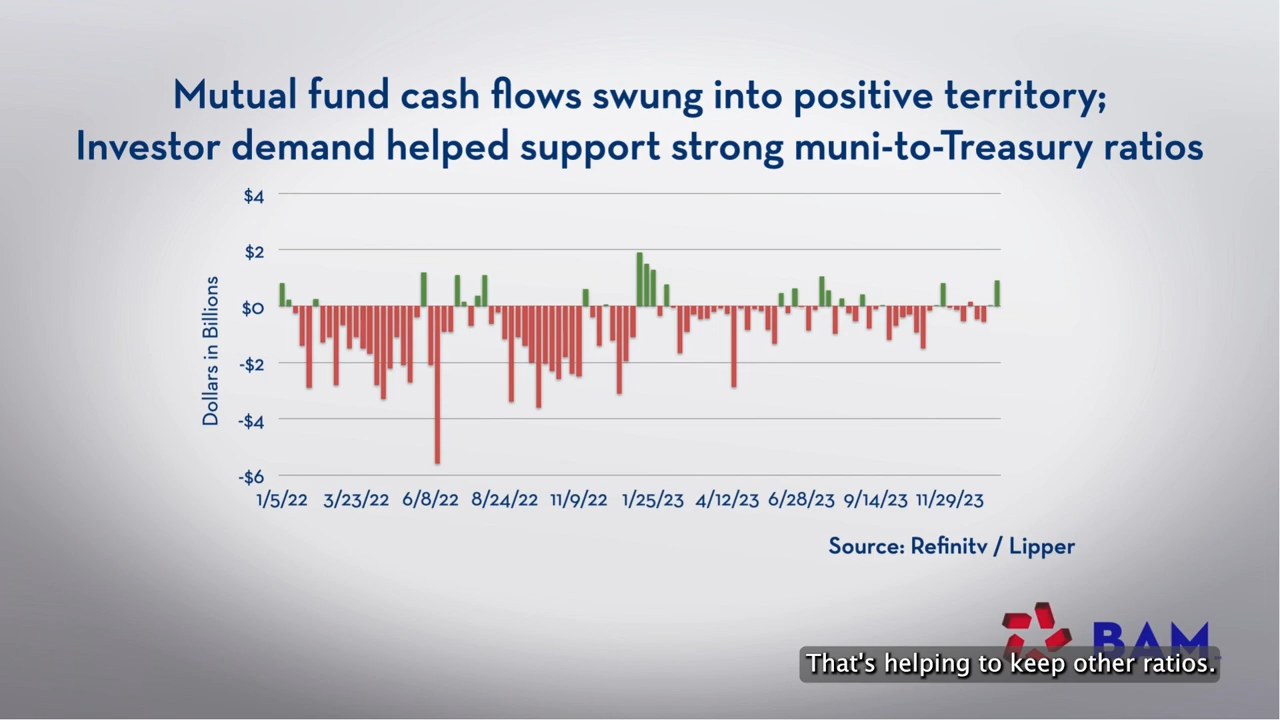 Mutual fund cash flows swung into positive territory;
Investor demand helped support strong muni-to-Treasury ratios
$4
$2
$0
-$2
-$4
-$6
Dollars in Billions
1/5/22 3/23/22 6/8/22 8/24/22 11/9/22 1/25/23 4/12/23 6/28/23 9/14/23 11/29/23
Source: Refinitv / Lipper
BAM
That's helping to keep other ratios.